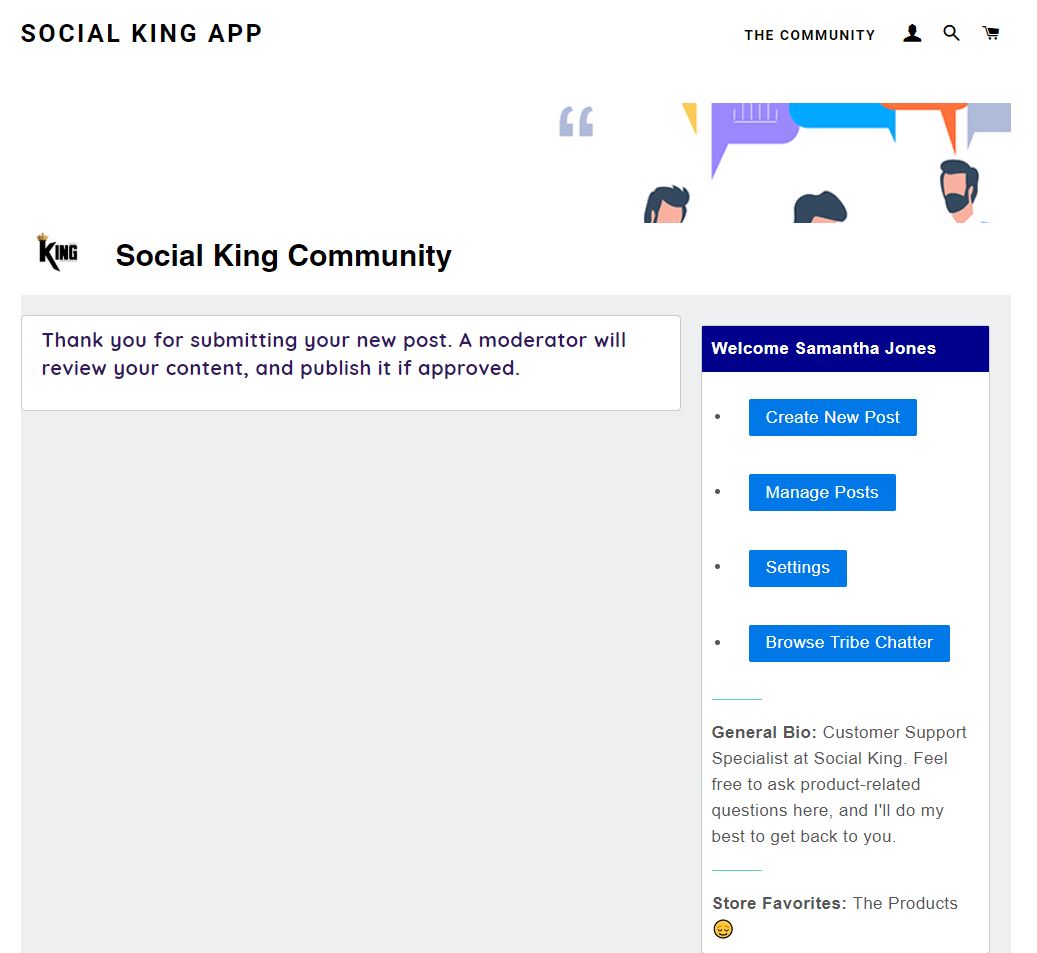 SOCIAL KING APP
THE COMMUNITY
KING
Social King Community
Thank you for submitting your new post. A moderator will
review your content, and publish it if approved.
Welcome Samantha Jones
Create New Post
Manage Posts
Settings
Browse Tribe Chatter
General Bio: Customer Support
Specialist at Social King. Feel
free to ask product-related
questions here, and I'll do my
best to get back to you.
Store Favorites: The Products